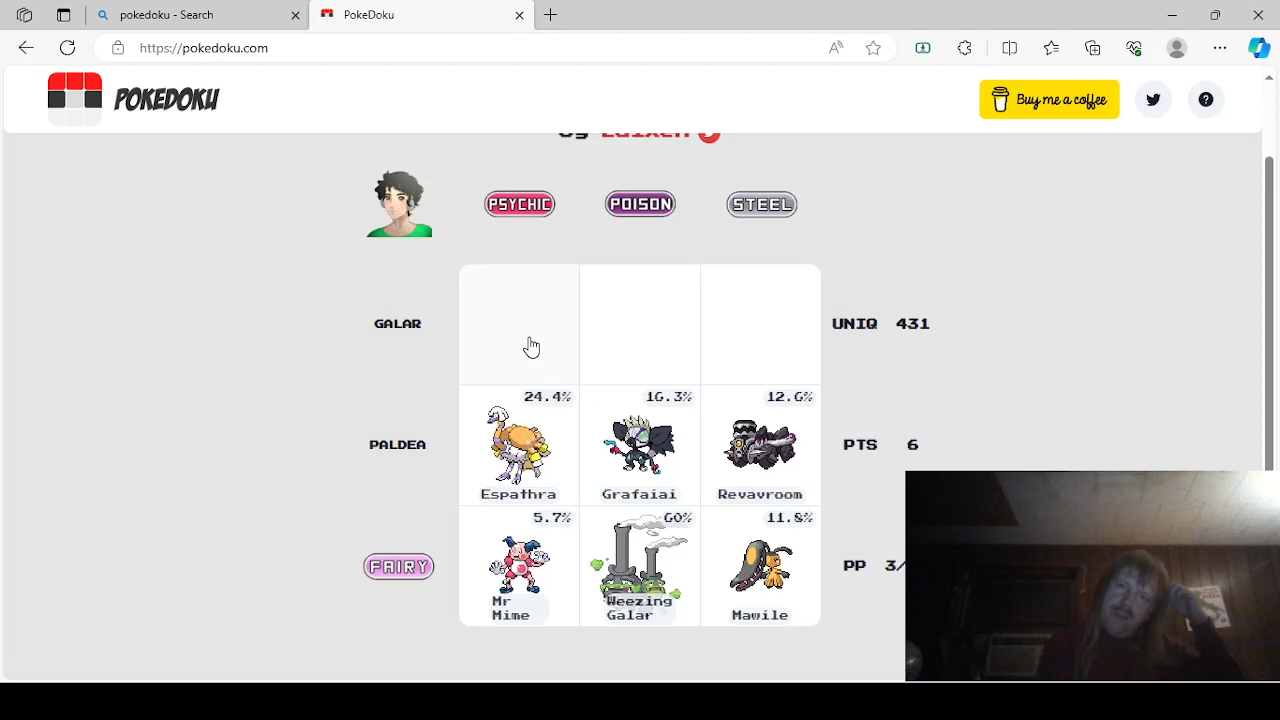 pokedoku - Search
PokeDoku
https://pokedoku.com
POKEDOKU
Buy me a coffee
PSYCHIC
POISON
STEEL
GALAR
UNIQ 431
24.4%
16.3%
12.6%
PALDEA
PTS 6
Espathra
Grafaiai
Revavroom
5.7%
60%
11.8%
FAIRY
PP 3/
Mr
Mime
Weezing
Galar
Mawile